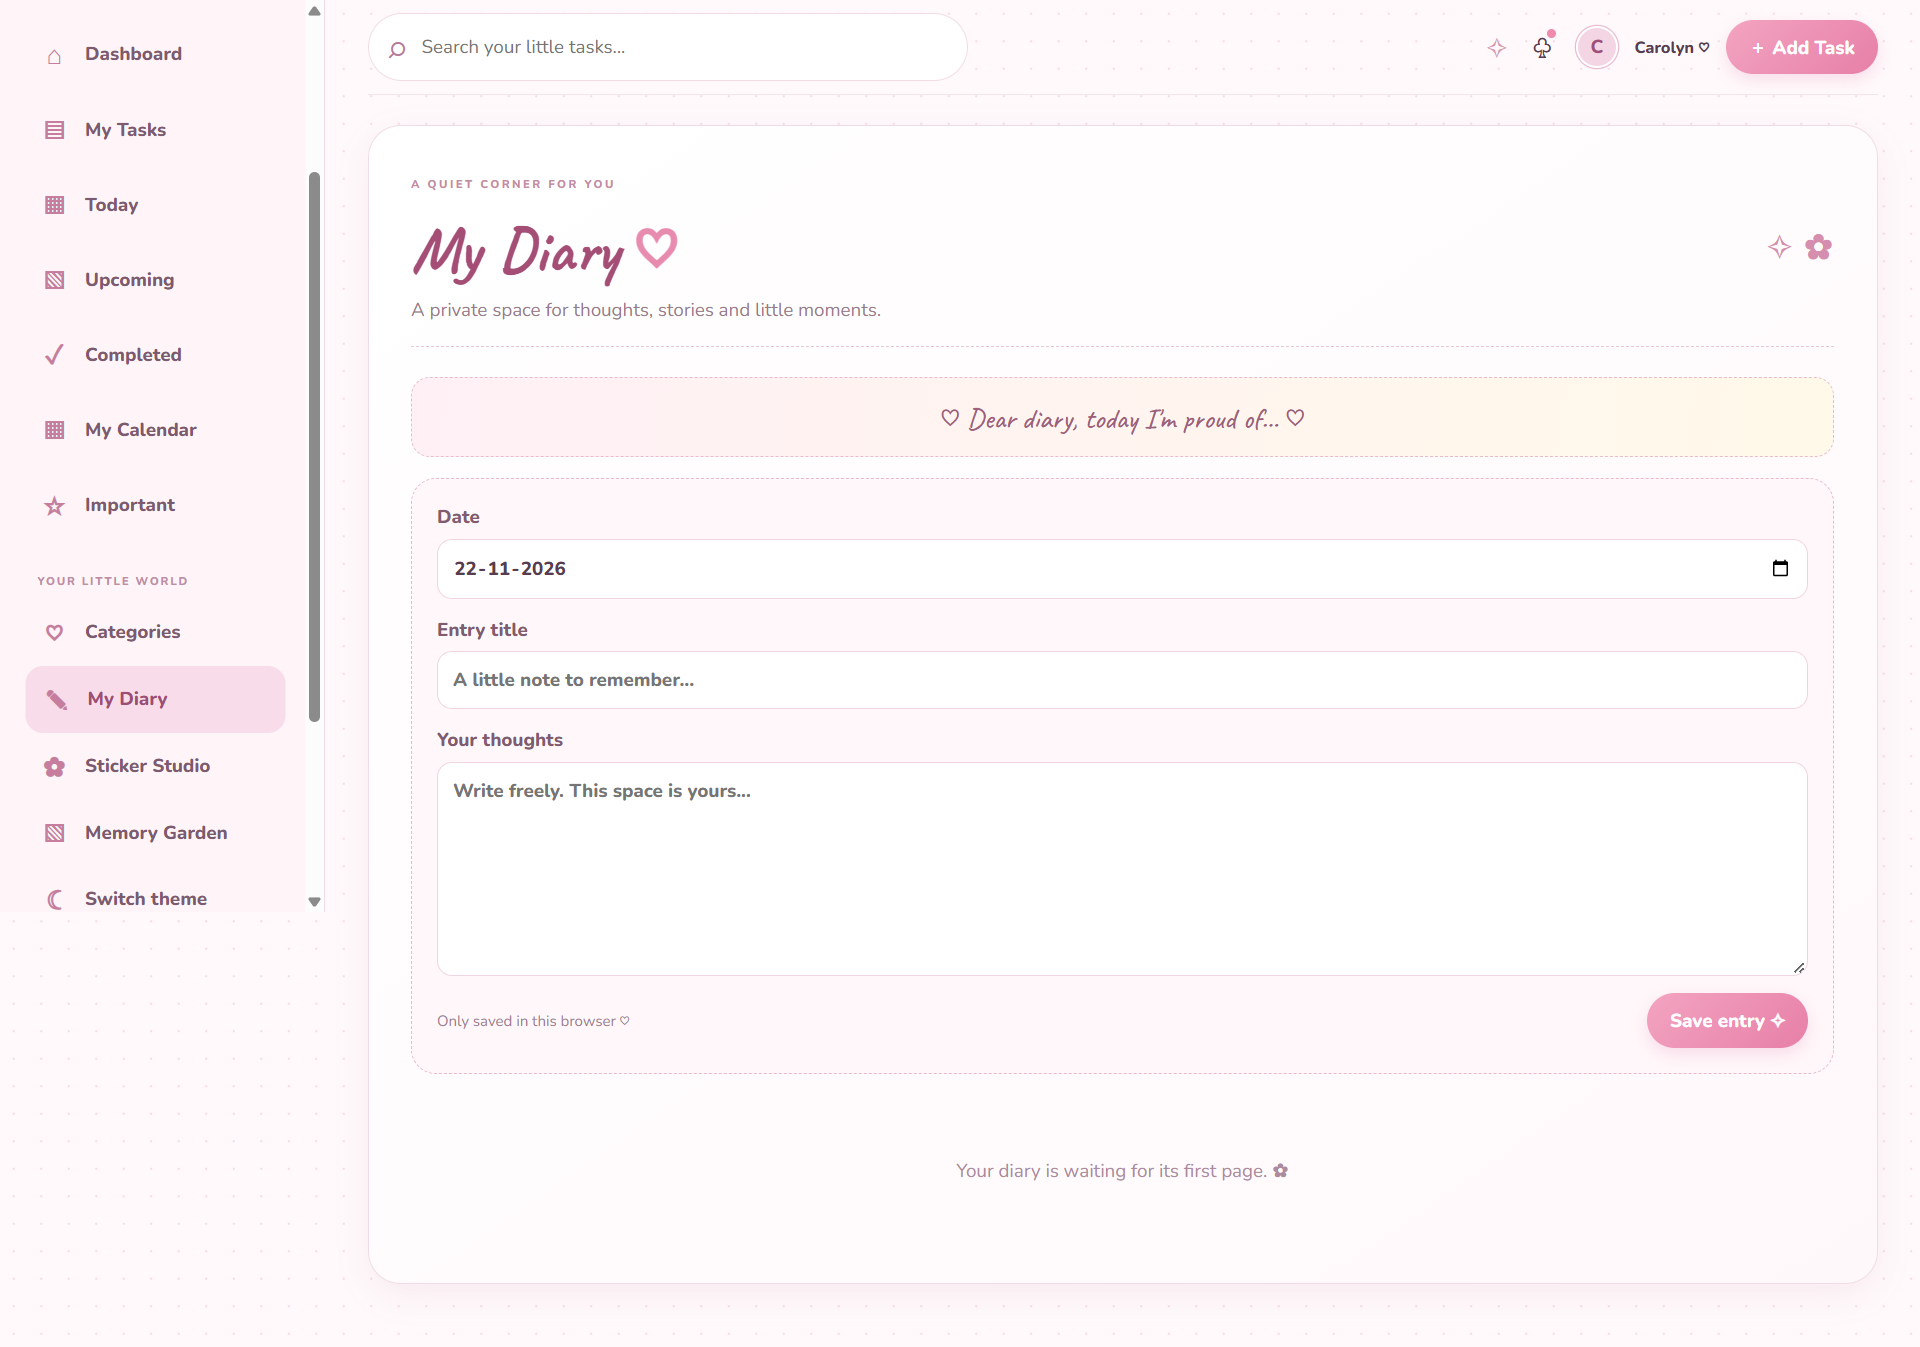 Dashboard
My Tasks
Today
Upcoming
Completed
My Calendar
Important
YOUR LITTLE WORLD
Categories
My Diary
Sticker Studio
Memory Garden
Switch theme
Search your little tasks...
C
Carolyn ♡
+ Add Task
A QUIET CORNER FOR YOU
My Diary ♡
A private space for thoughts, stories and little moments.
♡ Dear diary, today I'm proud of... ♡
Date
22-11-2026
Entry title
A little note to remember...
Your thoughts
Write freely. This space is yours...
Only saved in this browser ♡
Save entry ✧
Your diary is waiting for its first page. ✿